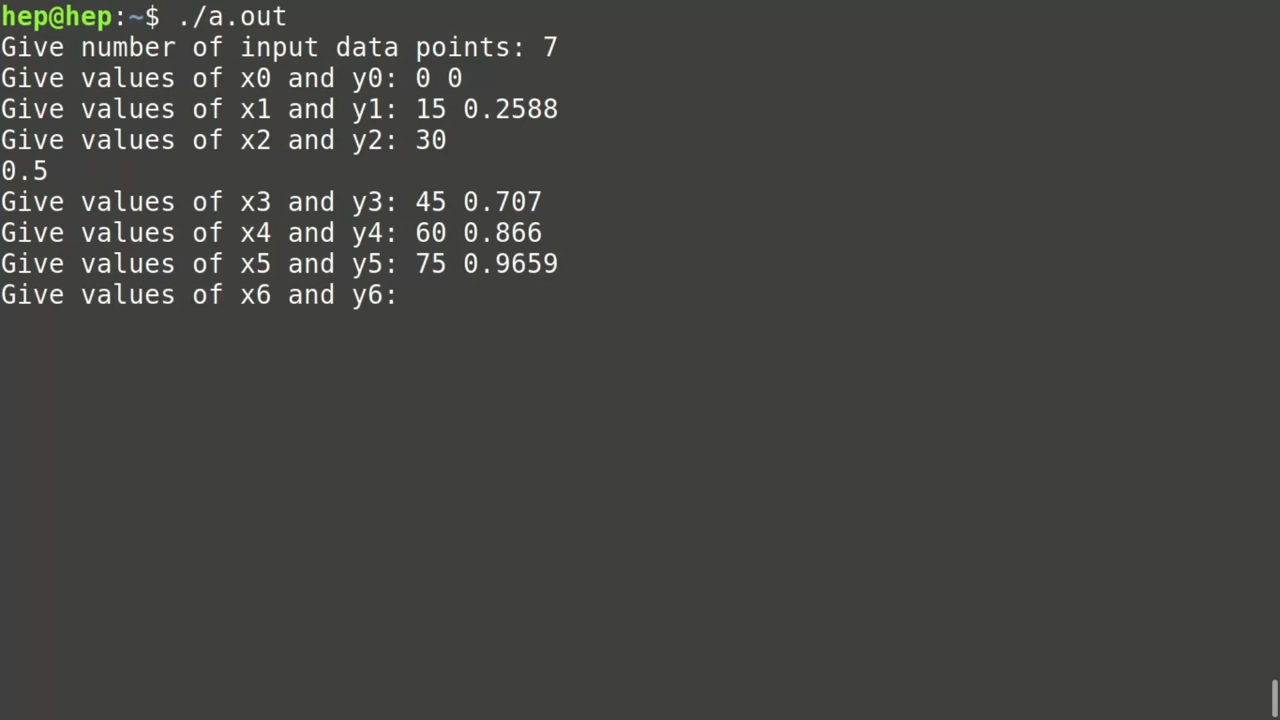 hep@hep:~$ ./a.out
Give number of input data points: 7
Give values of x0 and y0: 0 0
Give values of x1 and y1: 15 0.2588
Give values of x2 and y2: 30
0.5
Give values of x3 and y3: 45 0.707
Give values of x4 and y4: 60 0.866
Give values of x5 and y5: 75 0.9659
Give values of x6 and y6: